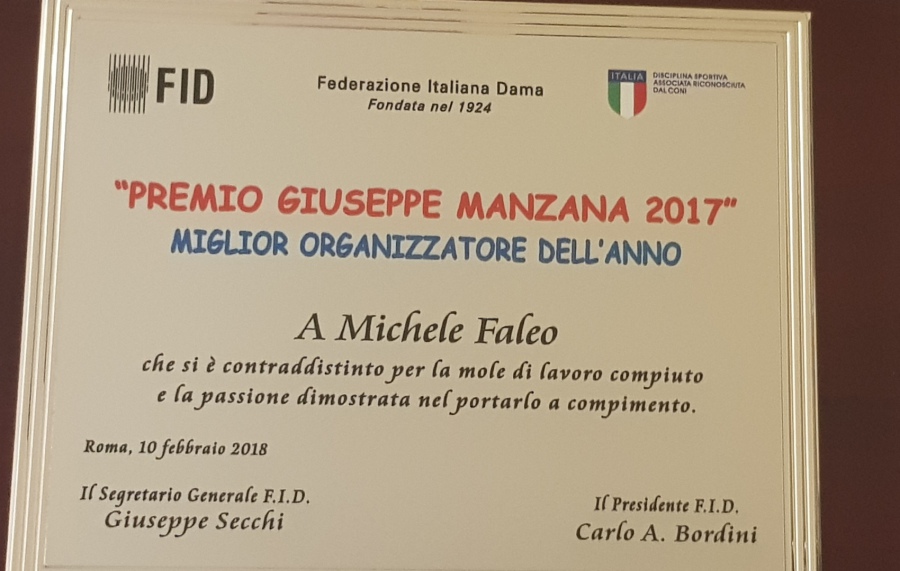 FID
Federazione Italiana Dama
Fondata nel 1924
ITALIA
DISCIPLINA SPORTIVA
ASSOCIATA RICONOSCIUTA
DAL CONI
"PREMIO GIUSEPPE MANZANA 2017"
MIGLIOR ORGANIZZATORE DELL'ANNO
A Michele Faleo
che si è contraddistinto per la mole di lavoro compiuto
e la passione dimostrata nel portarlo a compimento.
Roma, 10 febbraio 2018
Il Segretario Generale F.I.D.
Giuseppe Secchi
Il Presidente F.I.D.
Carlo A. Bordini